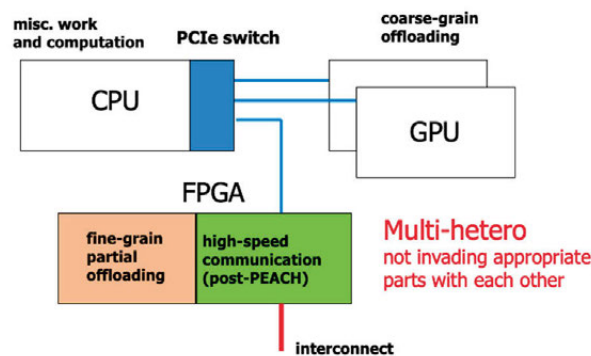 misc. work
and computation
PCIe switch
coarse-grain
offloading
CPU
GPU
FPGA
fine-grain
partial
offloading
high-speed
communication
(post-PEACH)
Multi-hetero
not invading appropriate
parts with each other
interconnect